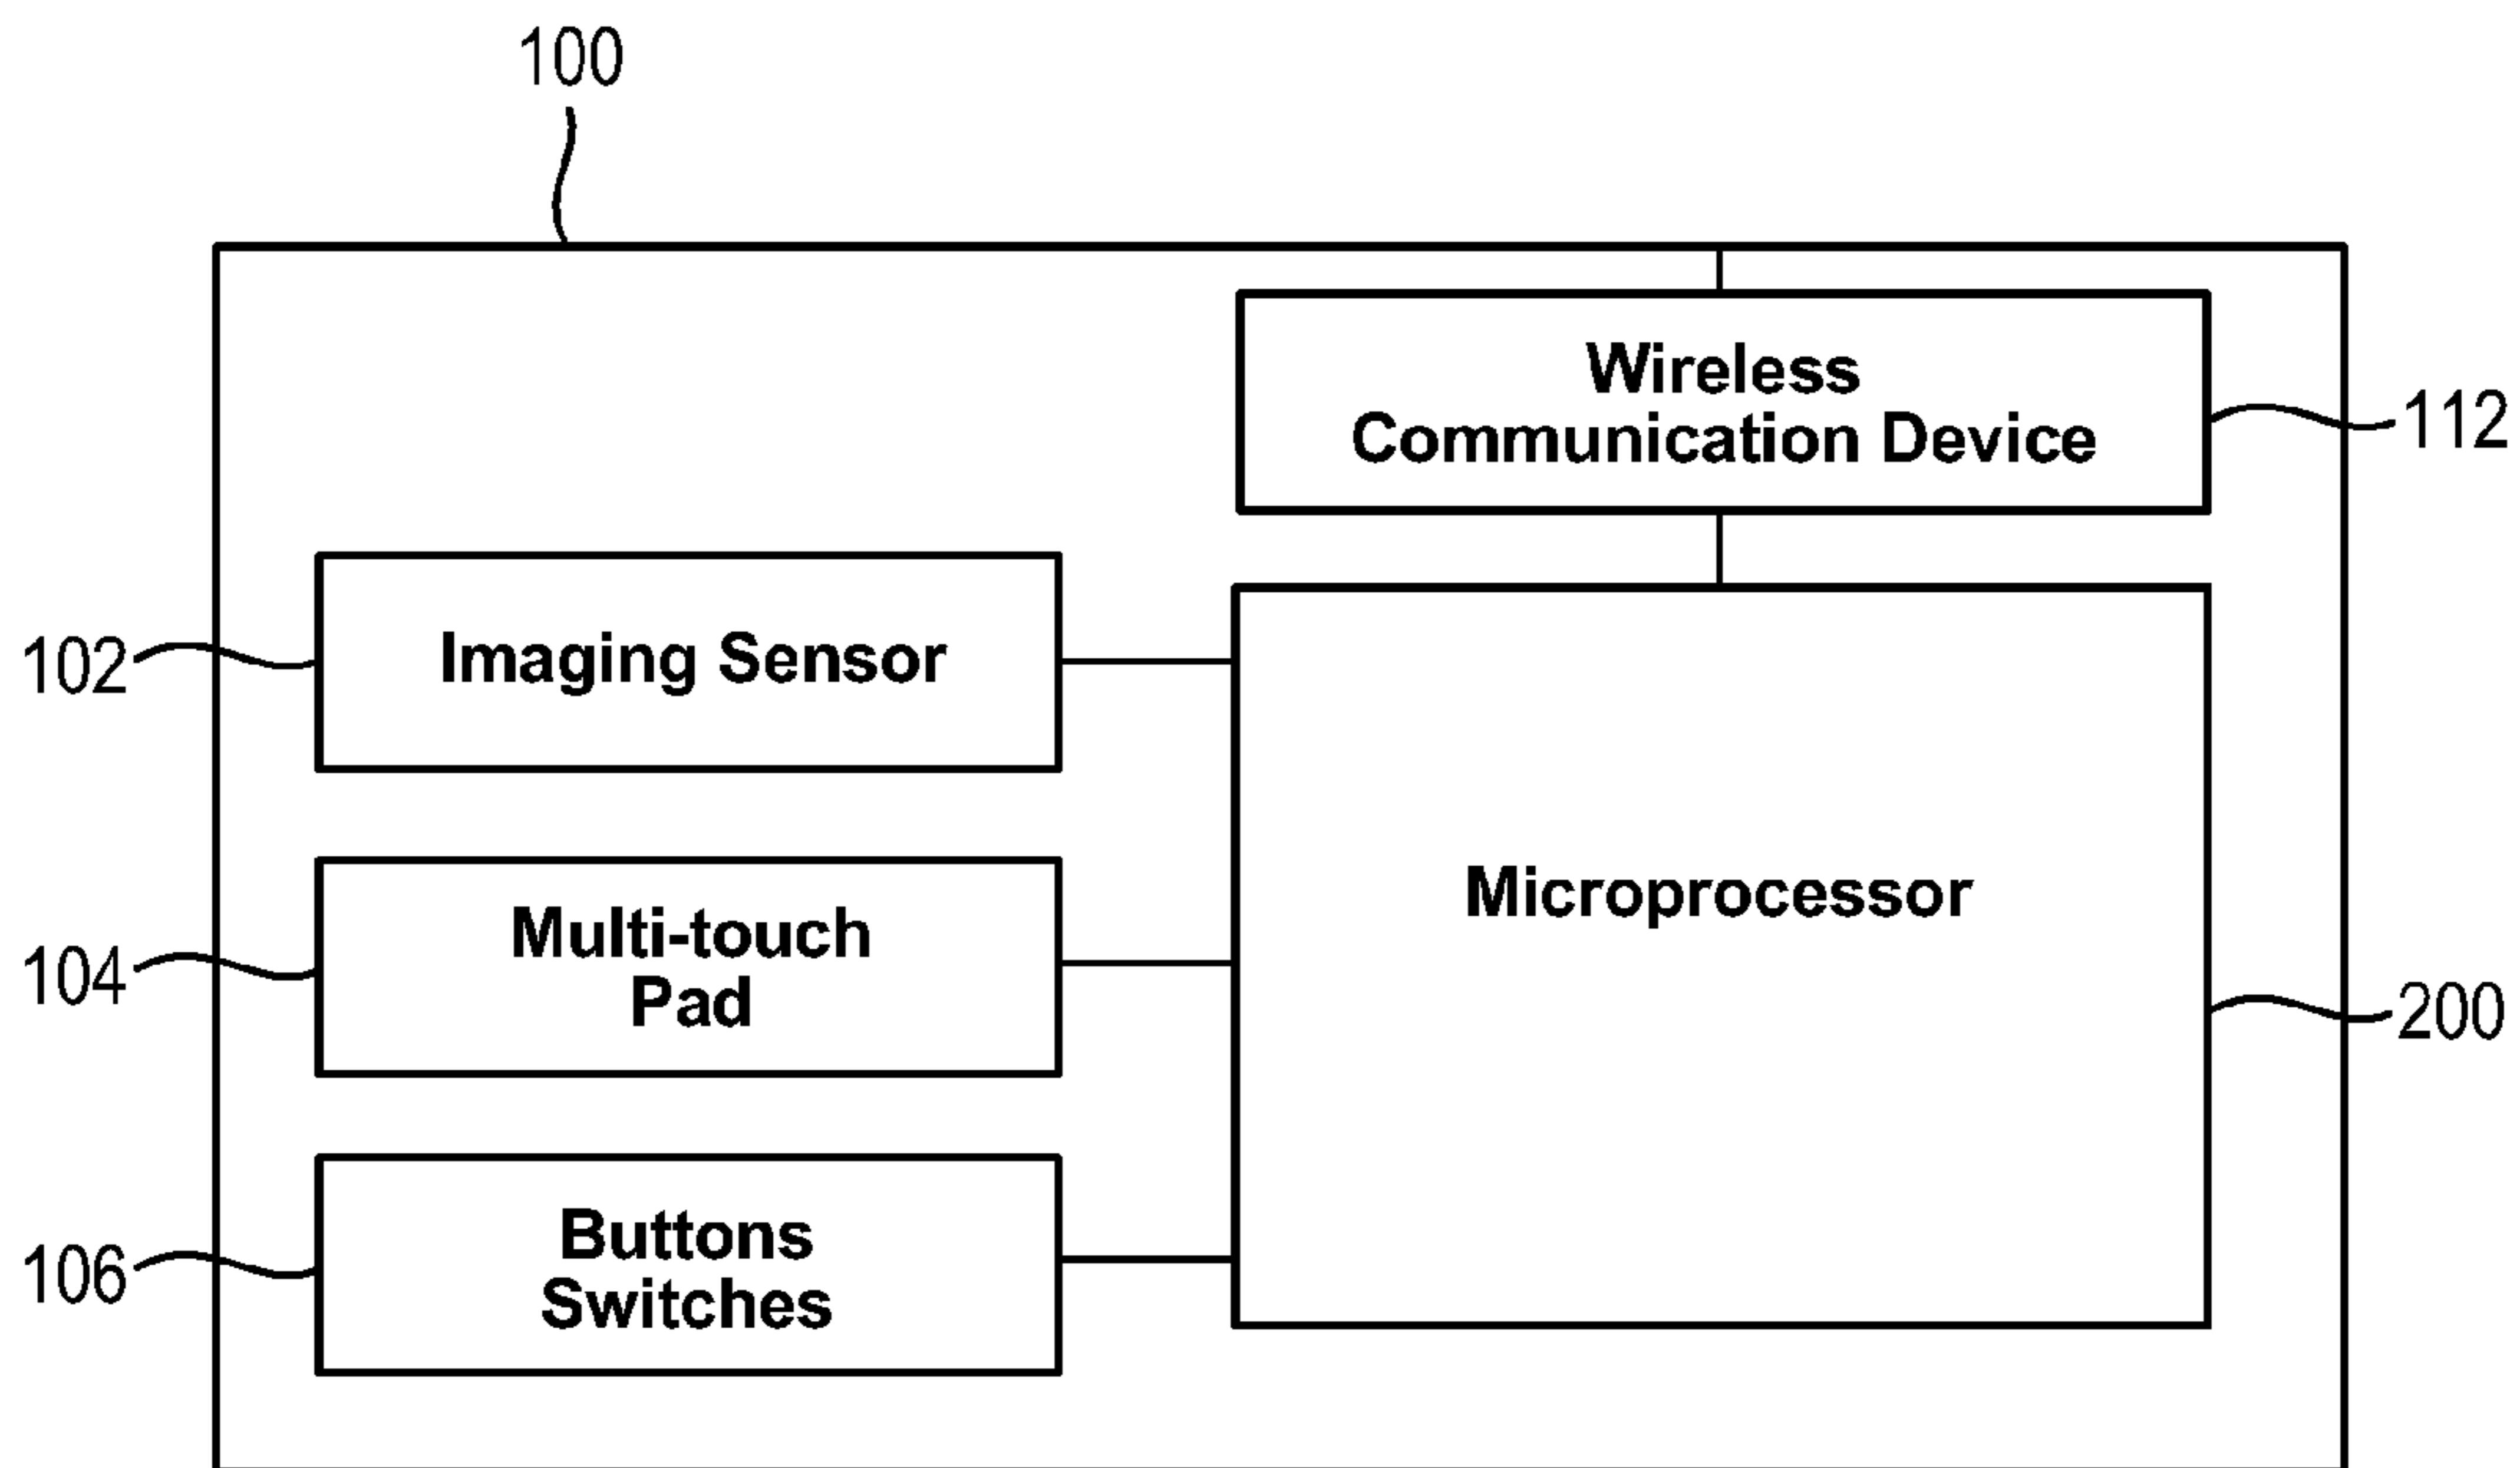 100
Wireless
Communication Device
112
102
Imaging Sensor
Microprocessor
104
Multi-touch
Pad
200
106
Buttons
Switches